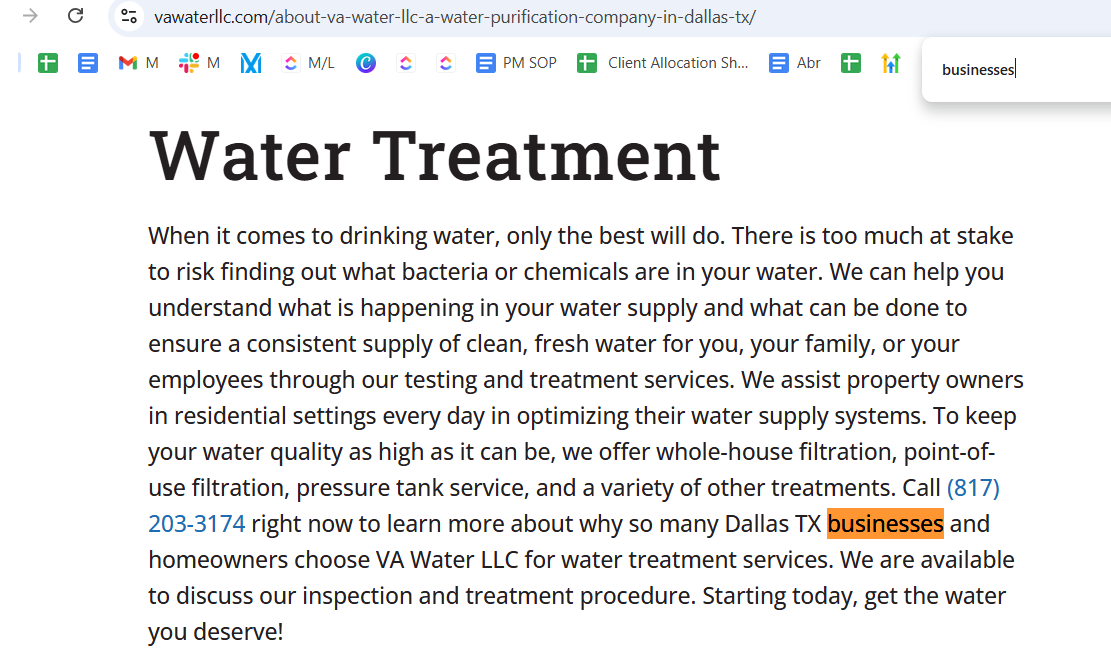 vawaterllc.com/about-va-water-llc-a-water-purification-company-in-dallas-tx/
M M M/L PM SOP Client Allocation Sh... Abr
businesses
Water Treatment
When it comes to drinking water, only the best will do. There is too much at stake
to risk finding out what bacteria or chemicals are in your water. We can help you
understand what is happening in your water supply and what can be done to
ensure a consistent supply of clean, fresh water for you, your family, or your
employees through our testing and treatment services. We assist property owners
in residential settings every day in optimizing their water supply systems. To keep
your water quality as high as it can be, we offer whole-house filtration, point-of-
use filtration, pressure tank service, and a variety of other treatments. Call (817)
203-3174 right now to learn more about why so many Dallas TX businesses and
homeowners choose VA Water LLC for water treatment services. We are available
to discuss our inspection and treatment procedure. Starting today, get the water
you deserve!